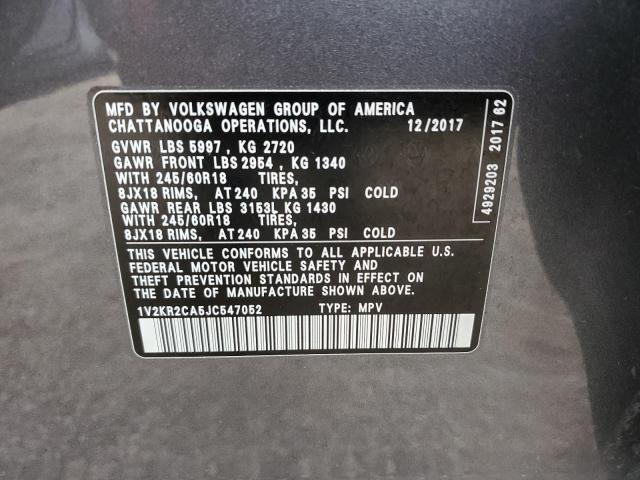 MFD BY VOLKSWAGEN GROUP OF AMERICA
CHATTANOOGA OPERATIONS, LLC. 12/2017
GVWR LBS 5997, KG 2720
GAWR FRONT LBS 2954, KG 1340
WITH 245/60R18 TIRES,
8JX18 RIMS, AT 240 KPA 35 PSI COLD
GAWR REAR LBS 3153L KG 1430
WITH 245/60R18 TIRES,
8JX18 RIMS, AT 240 KPA 35 PSI COLD
THIS VEHICLE CONFORMS TO ALL APPLICABLE U.S.
FEDERAL MOTOR VEHICLE SAFETY AND
THEFT PREVENTION STANDARDS IN EFFECT ON
THE DATE OF MANUFACTURE SHOWN ABOVE.
1V2KR2CA5JC547052 TYPE: MPV
4929203 2017 62